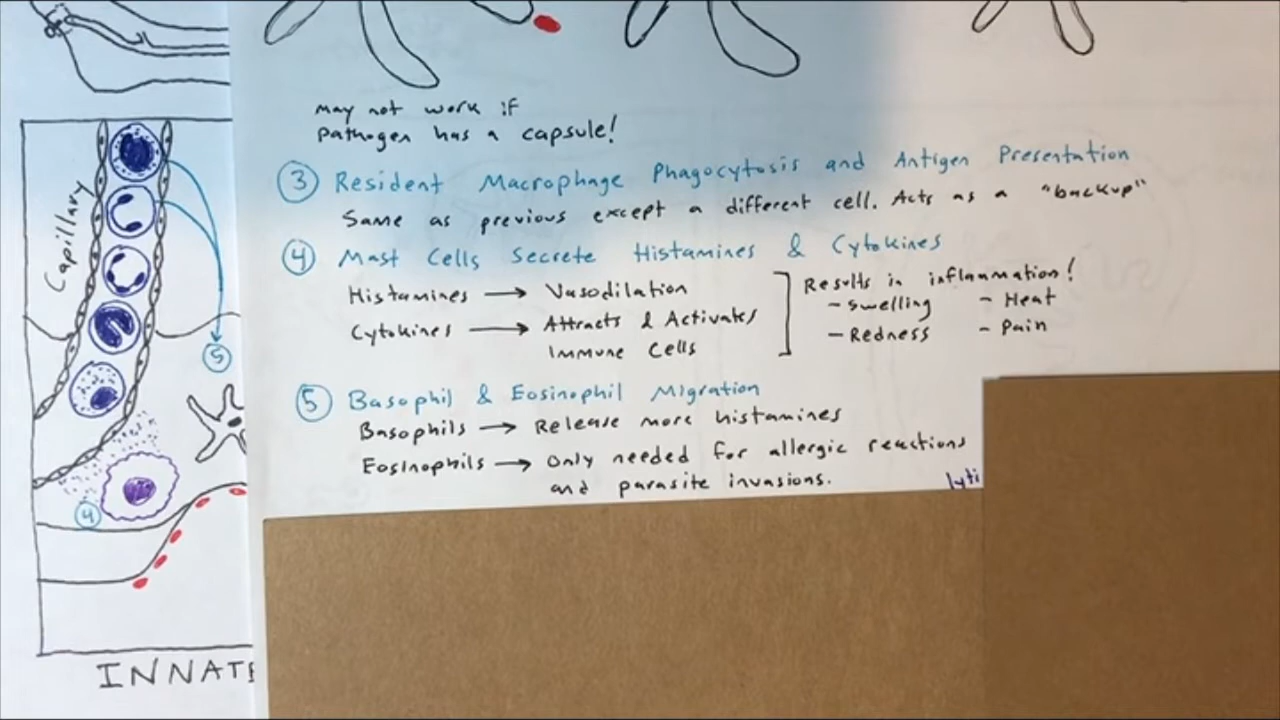 may not work if
pathogen has a capsule!
3 Resident Macrophage Phagocytosis and Antigen Presentation
Same as previous except a different cell. Acts as a "backup"
4 Mast Cells Secrete Histamines & Cytokines
Histamines → Vasodilation
Cytokines → Attracts & Activates
Immune Cells
Results in inflammation!
- Swelling - Heat
- Redness - Pain
5 Basophil & Eosinophil Migration
Basophils → Release more histamines
Eosinophils → only needed for allergic reactions
and parasite invasions.
lyti
Capillary
5
4
INNATE